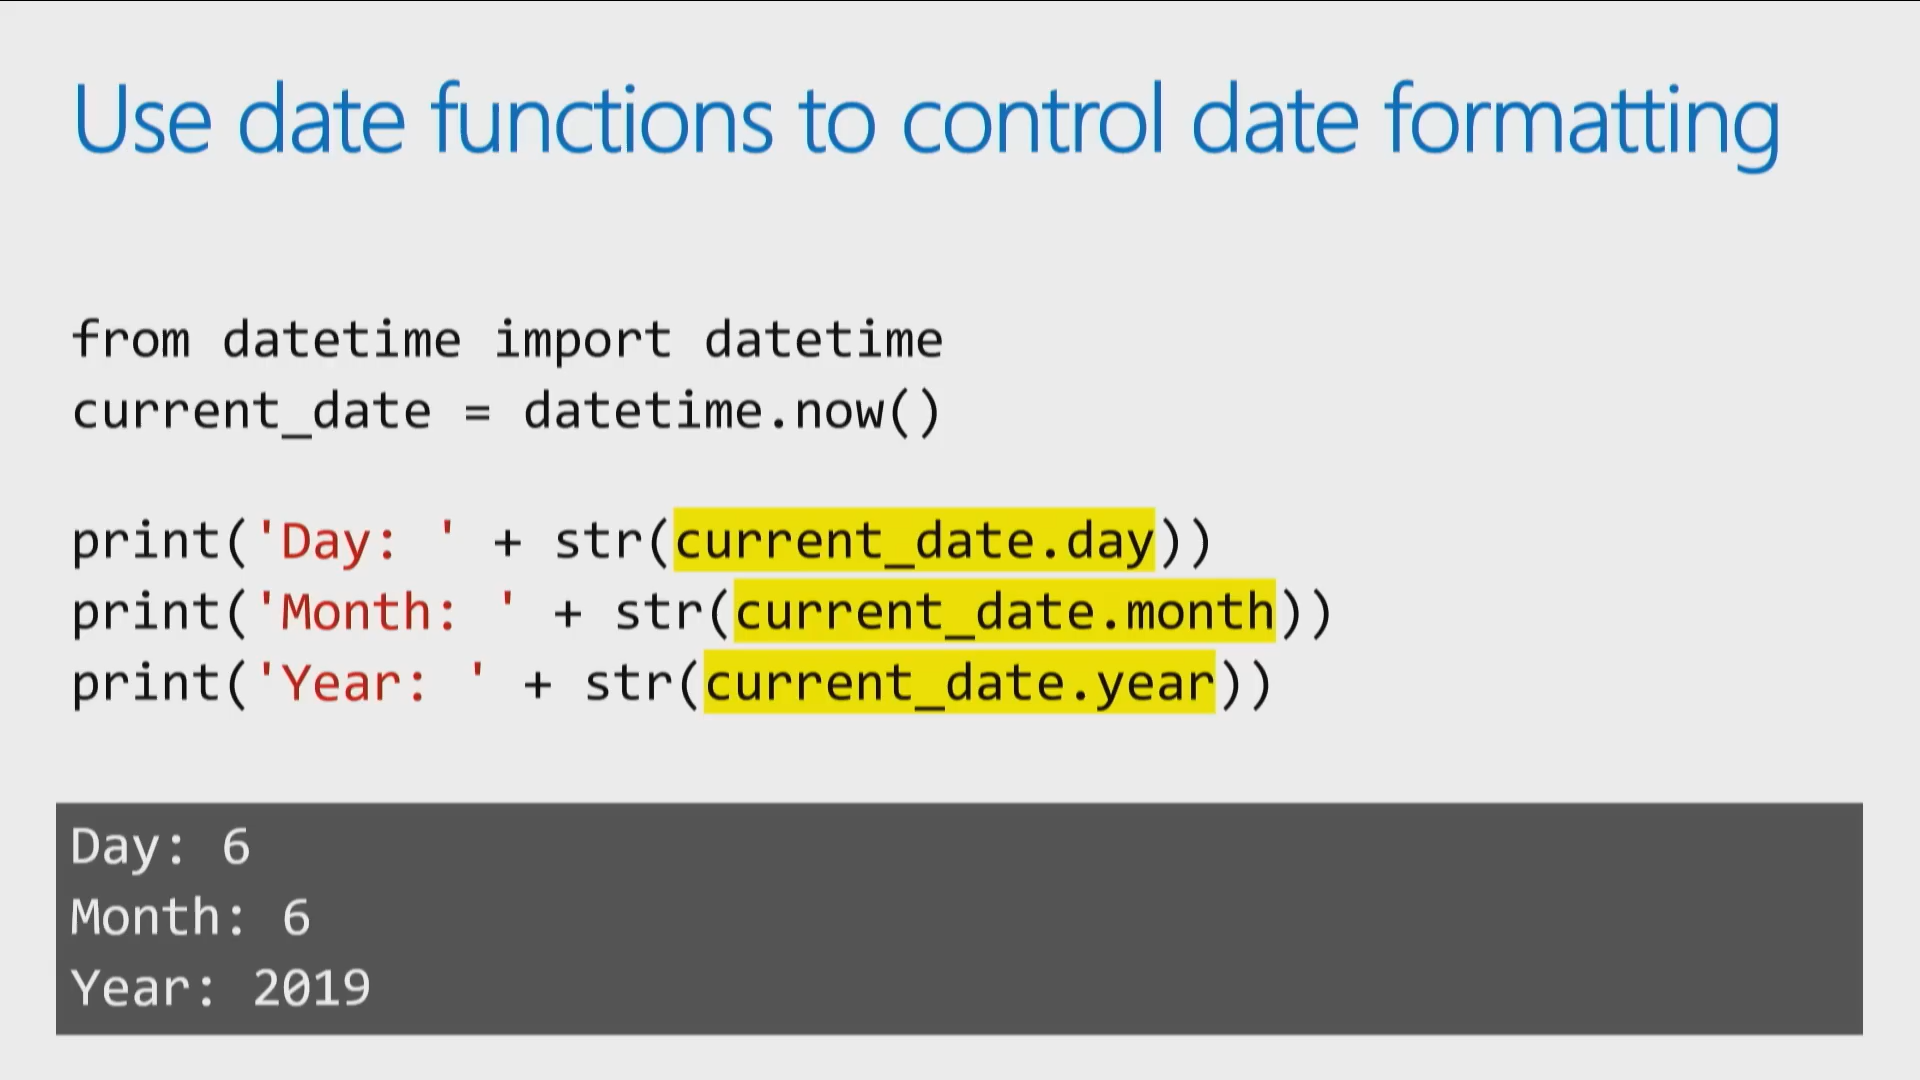 Use date functions to control date formatting
from datetime import datetime
current_date = datetime.now()
print('Day: ' + str(current_date.day))
print('Month: ' + str(current_date.month))
print('Year: ' + str(current_date.year))
Day: 6
Month: 6
Year: 2019